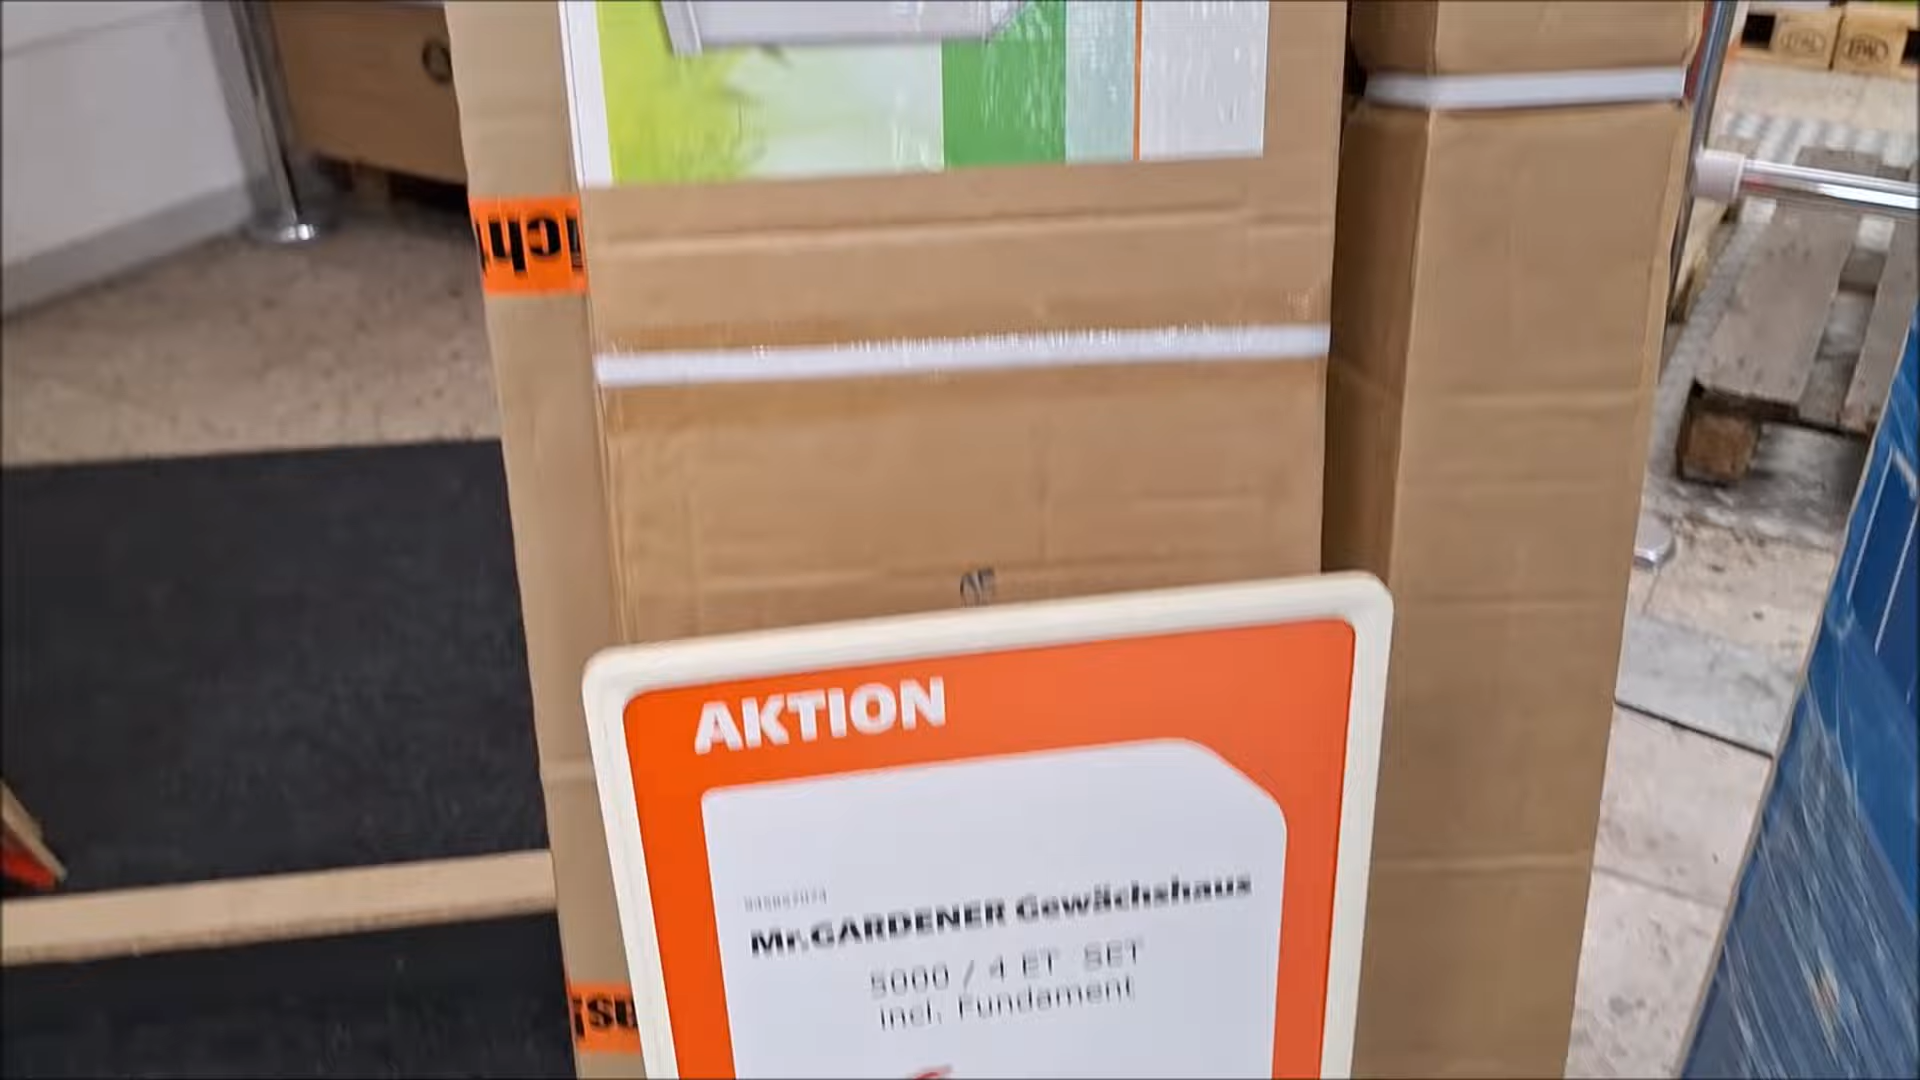 AKTION
Mr.GARDENER Gewächshaus
5000 / 4 ET SET
incl. Fundament